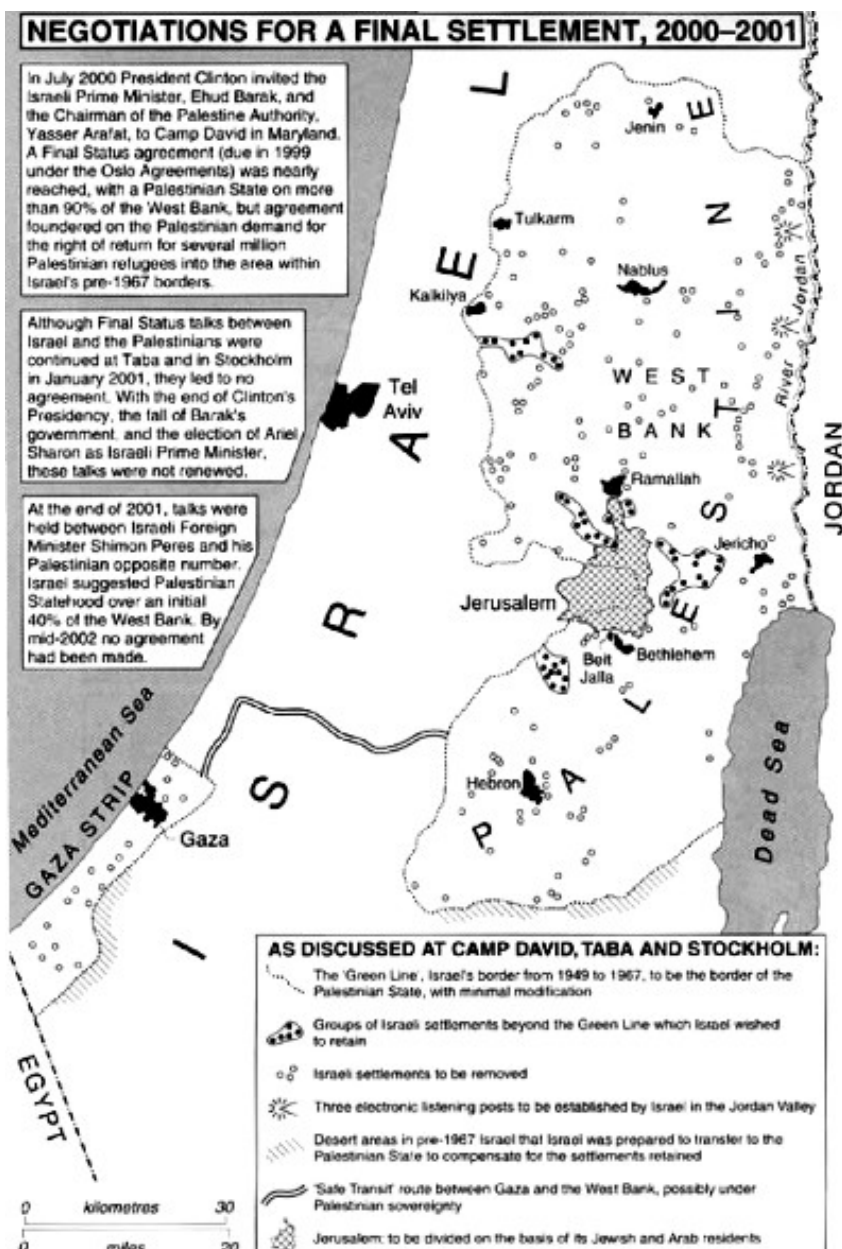 NEGOTIATIONS FOR A FINAL SETTLEMENT, 2000–2001
In July 2000 President Clinton invited the
Israeli Prime Minister, Ehud Barak, and
the Chairman of the Palestine Authority,
Yasser Arafat, to Camp David in Maryland.
A Final Status agreement (due in 1999
under the Oslo Agreements) was nearly
reached, with a Palestinian State on more
than 90% of the West Bank, but agreement
foundered on the Palestinian demand for
the right of return for several million
Palestinian refugees into the area within
Israel's pre-1967 borders.
Although Final Status talks between
Israel and the Palestinians were
continued at Taba and in Stockholm
in January 2001, they led to no
agreement. With the end of Clinton's
Presidency, the fall of Barak's
government, and the election of Ariel
Sharon as Israeli Prime Minister,
these talks were not renewed.
At the end of 2001, talks were
held between Israeli Foreign
Minister Shimon Peres and his
Palestinian opposite number.
Israel suggested Palestinian
Statehood over an initial
40% of the West Bank. By
mid-2002 no agreement
had been made.
ISRAEL
PALESTINE
Jenin
Tulkarm
Nablus
Kalkilya
WEST
BANK
River Jordan
JORDAN
Tel
Aviv
Ramallah
Jericho
Jerusalem
Beit
Jalla
Bethlehem
Hebron
Dead Sea
Mediterranean Sea
GAZA STRIP
Gaza
EGYPT
0 kilometres 30
0 miles 20
AS DISCUSSED AT CAMP DAVID, TABA AND STOCKHOLM:
The 'Green Line', Israel's border from 1949 to 1967, to be the border of the
Palestinian State, with minimal modification
Groups of Israeli settlements beyond the Green Line which Israel wished
to retain
Israeli settlements to be removed
Three electronic listening posts to be established by Israel in the Jordan Valley
Desert areas in pre-1967 Israel that Israel was prepared to transfer to the
Palestinian State to compensate for the settlements retained
'Safe Transit' route between Gaza and the West Bank, possibly under
Palestinian sovereignty
Jerusalem: to be divided on the basis of its Jewish and Arab residents